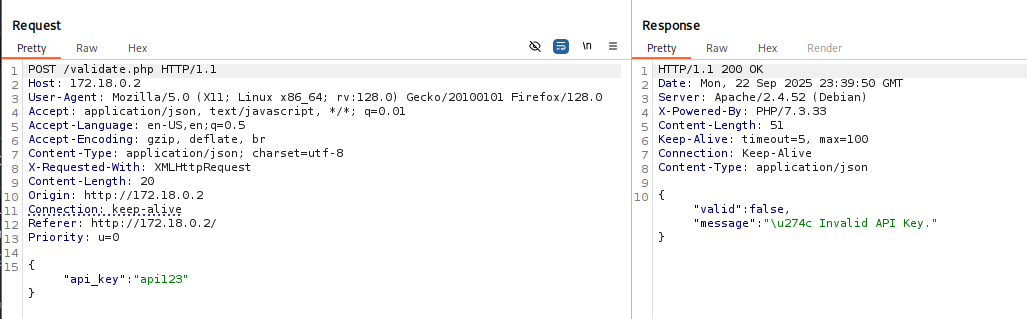 Request
Pretty Raw Hex \n
1 POST /validate.php HTTP/1.1
2 Host: 172.18.0.2
3 User-Agent: Mozilla/5.0 (X11; Linux x86_64; rv:128.0) Gecko/20100101 Firefox/128.0
4 Accept: application/json, text/javascript, */*; q=0.01
5 Accept-Language: en-US,en;q=0.5
6 Accept-Encoding: gzip, deflate, br
7 Content-Type: application/json; charset=utf-8
8 X-Requested-With: XMLHttpRequest
9 Content-Length: 20
10 Origin: http://172.18.0.2
11 Connection: keep-alive
12 Referer: http://172.18.0.2/
13 Priority: u=0
14
15 {
"api_key":"api123"
}
Response
Pretty Raw Hex Render
1 HTTP/1.1 200 OK
2 Date: Mon, 22 Sep 2025 23:39:50 GMT
3 Server: Apache/2.4.52 (Debian)
4 X-Powered-By: PHP/7.3.33
5 Content-Length: 51
6 Keep-Alive: timeout=5, max=100
7 Connection: Keep-Alive
8 Content-Type: application/json
9
10 {
"valid":false,
"message":"\u274c Invalid API Key."
}